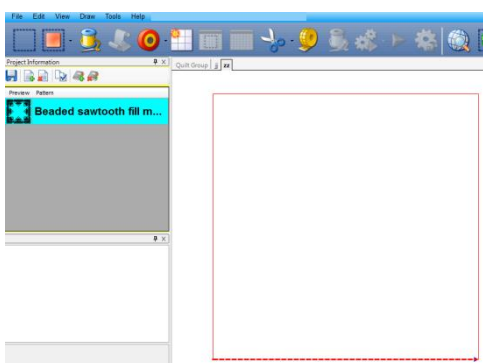 File Edit View Draw Tools Help
Project Information
Quilt Group
zz
Preview Pattern
Beaded sawtooth fill m...